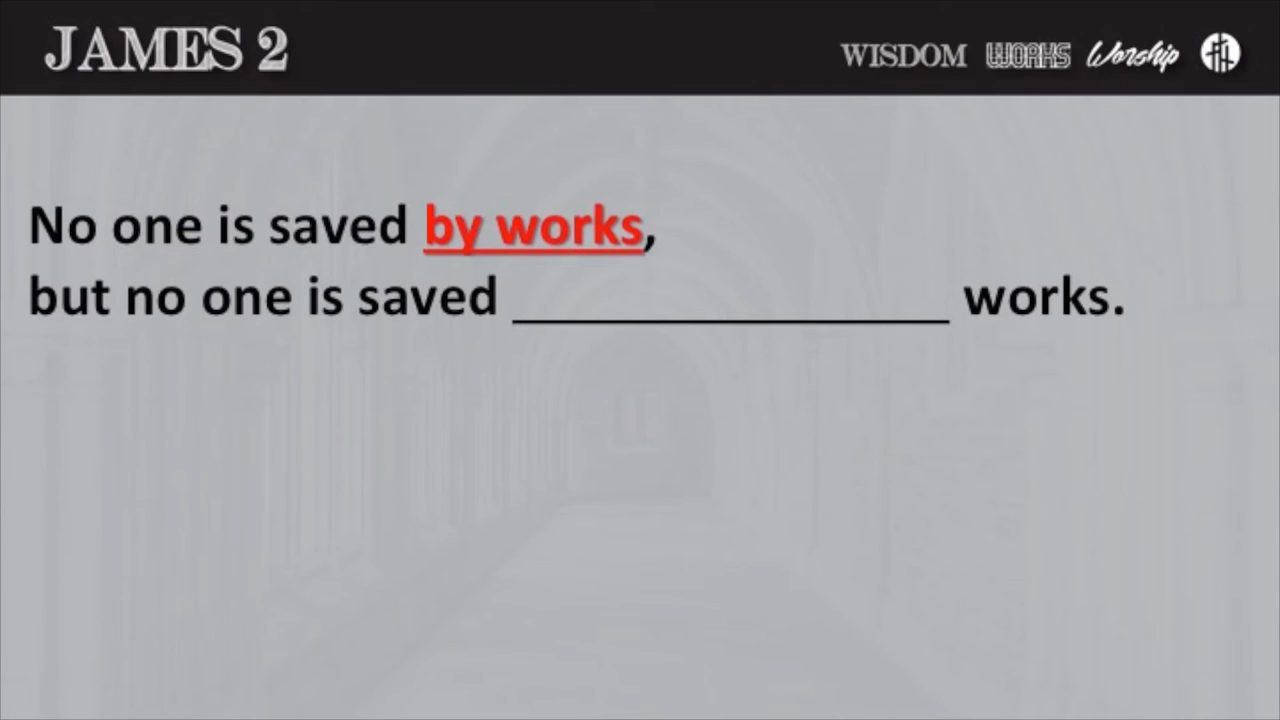 JAMES 2
WISDOM WORKS Worship
No one is saved by works,
but no one is saved ________________ works.